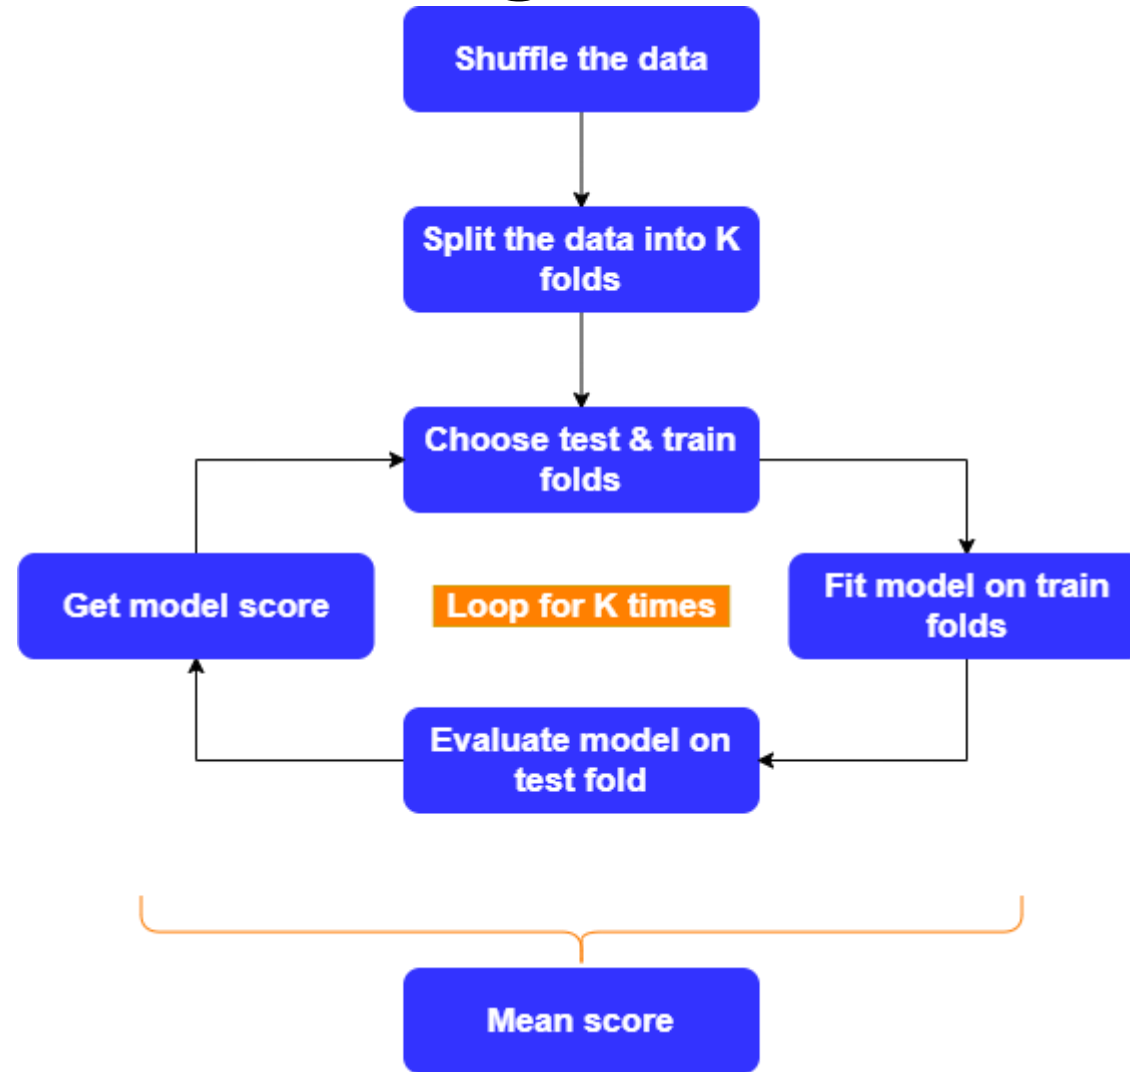 Shuffle the data
Split the data into K
folds
Choose test & train
folds
Get model score
Loop for K times
Fit model on train
folds
Evaluate model on
test fold
Mean score